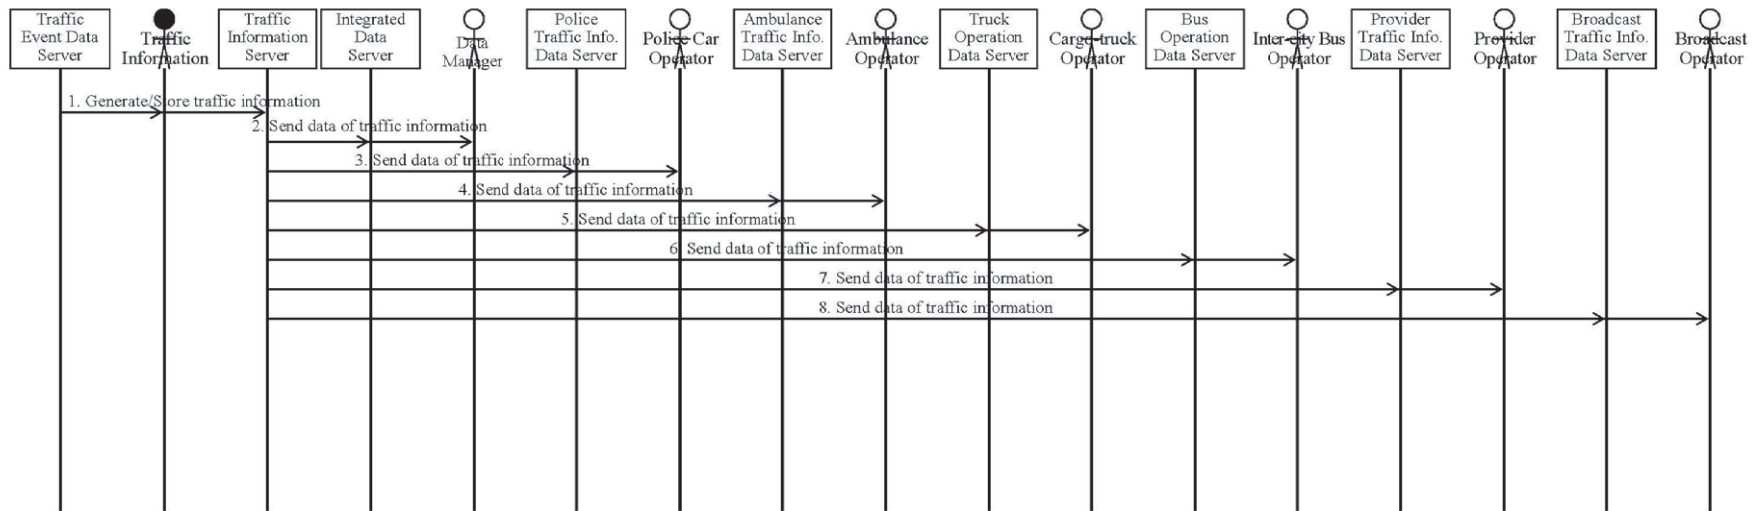 Traffic
Event Data
Server
Traffic
Information
Traffic
Information
Server
Integrated
Data
Server
Data
Manager
Police
Traffic Info.
Data Server
Police Car
Operator
Ambulance
Traffic Info.
Data Server
Ambulance
Operator
Truck
Operation
Data Server
Cargo-truck
Operator
Bus
Operation
Data Server
Inter-city Bus
Operator
Provider
Traffic Info.
Data Server
Provider
Operator
Broadcast
Traffic Info.
Data Server
Broadcast
Operator
1. Generate/Store traffic information
2. Send data of traffic information
3. Send data of traffic information
4. Send data of traffic information
5. Send data of traffic information
6. Send data of traffic information
7. Send data of traffic information
8. Send data of traffic information